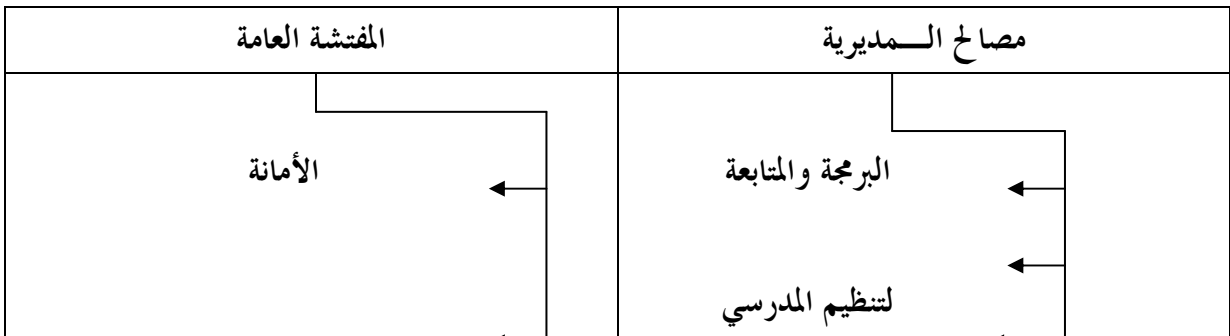 مصالح الـــمديرية
المفتشة العامة
البرمجة والمتابعة
الأمانة
لتنظيم المدرسي